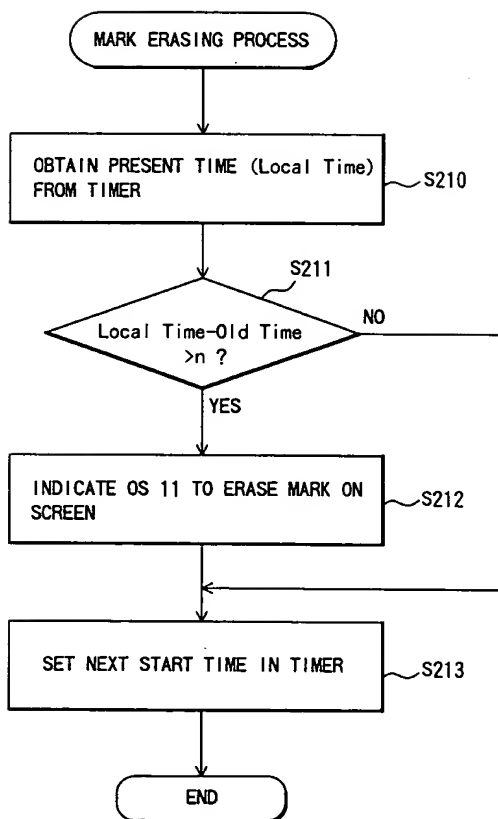 MARK ERASING PROCESS
OBTAIN PRESENT TIME (Local Time)
FROM TIMER
S210
S211
Local Time-Old Time
>n ?
NO
YES
INDICATE OS 11 TO ERASE MARK ON
SCREEN
S212
SET NEXT START TIME IN TIMER
S213
END